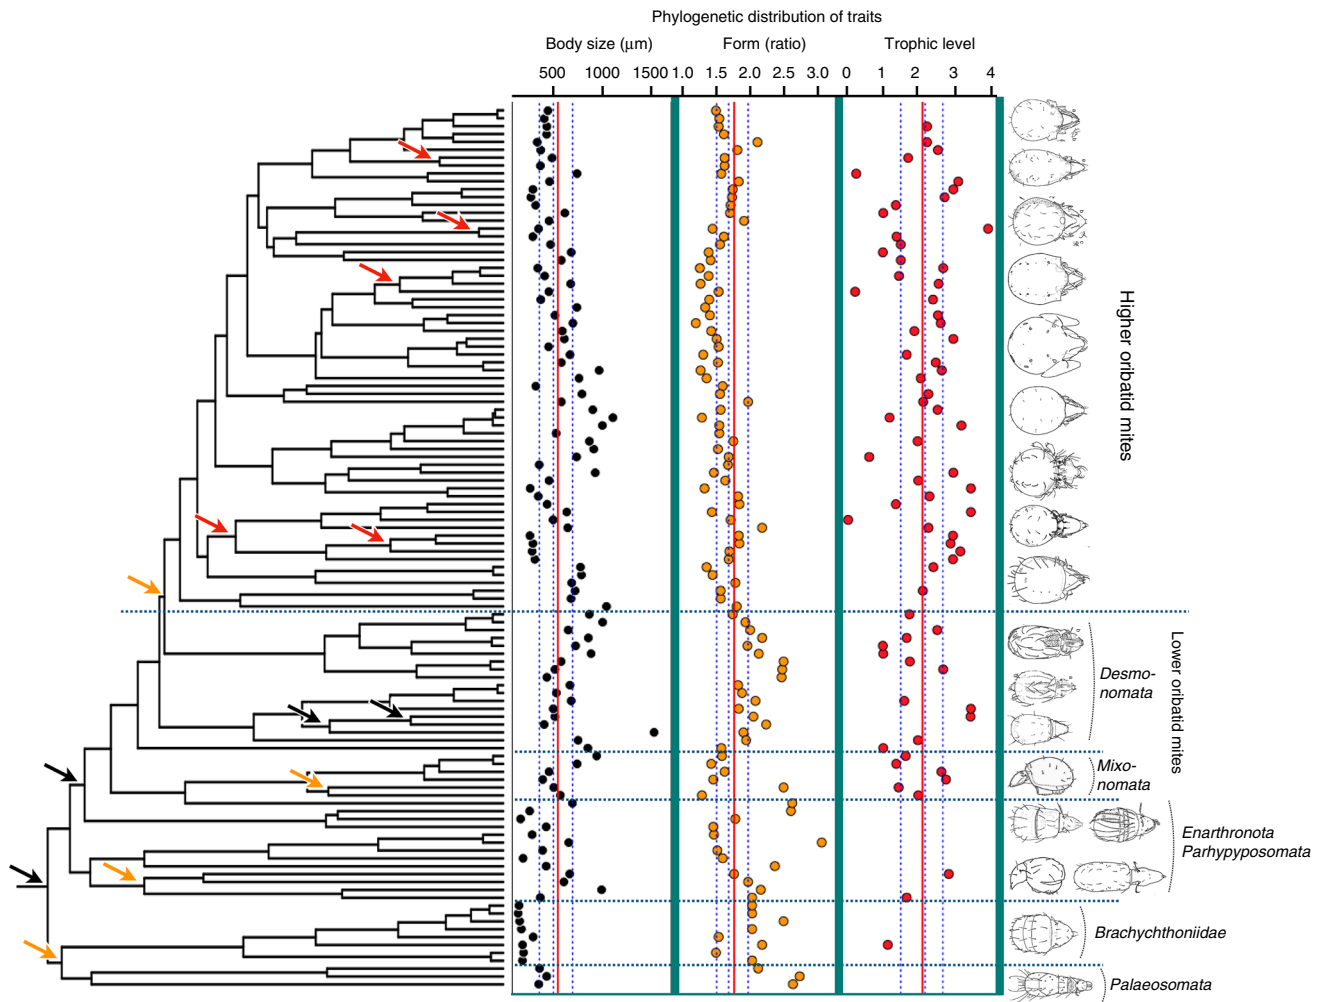 Phylogenetic distribution of traits
Body size (μm) Form (ratio) Trophic level
500 1000 1500 1.0 1.5 2.0 2.5 3.0 0 1 2 3 4
Higher oribatid mites
Lower oribatid mites
Desmo-
nomata
Mixo-
nomata
Enarthronota
Parhypyposomata
Brachychthoniidae
Palaeosomata